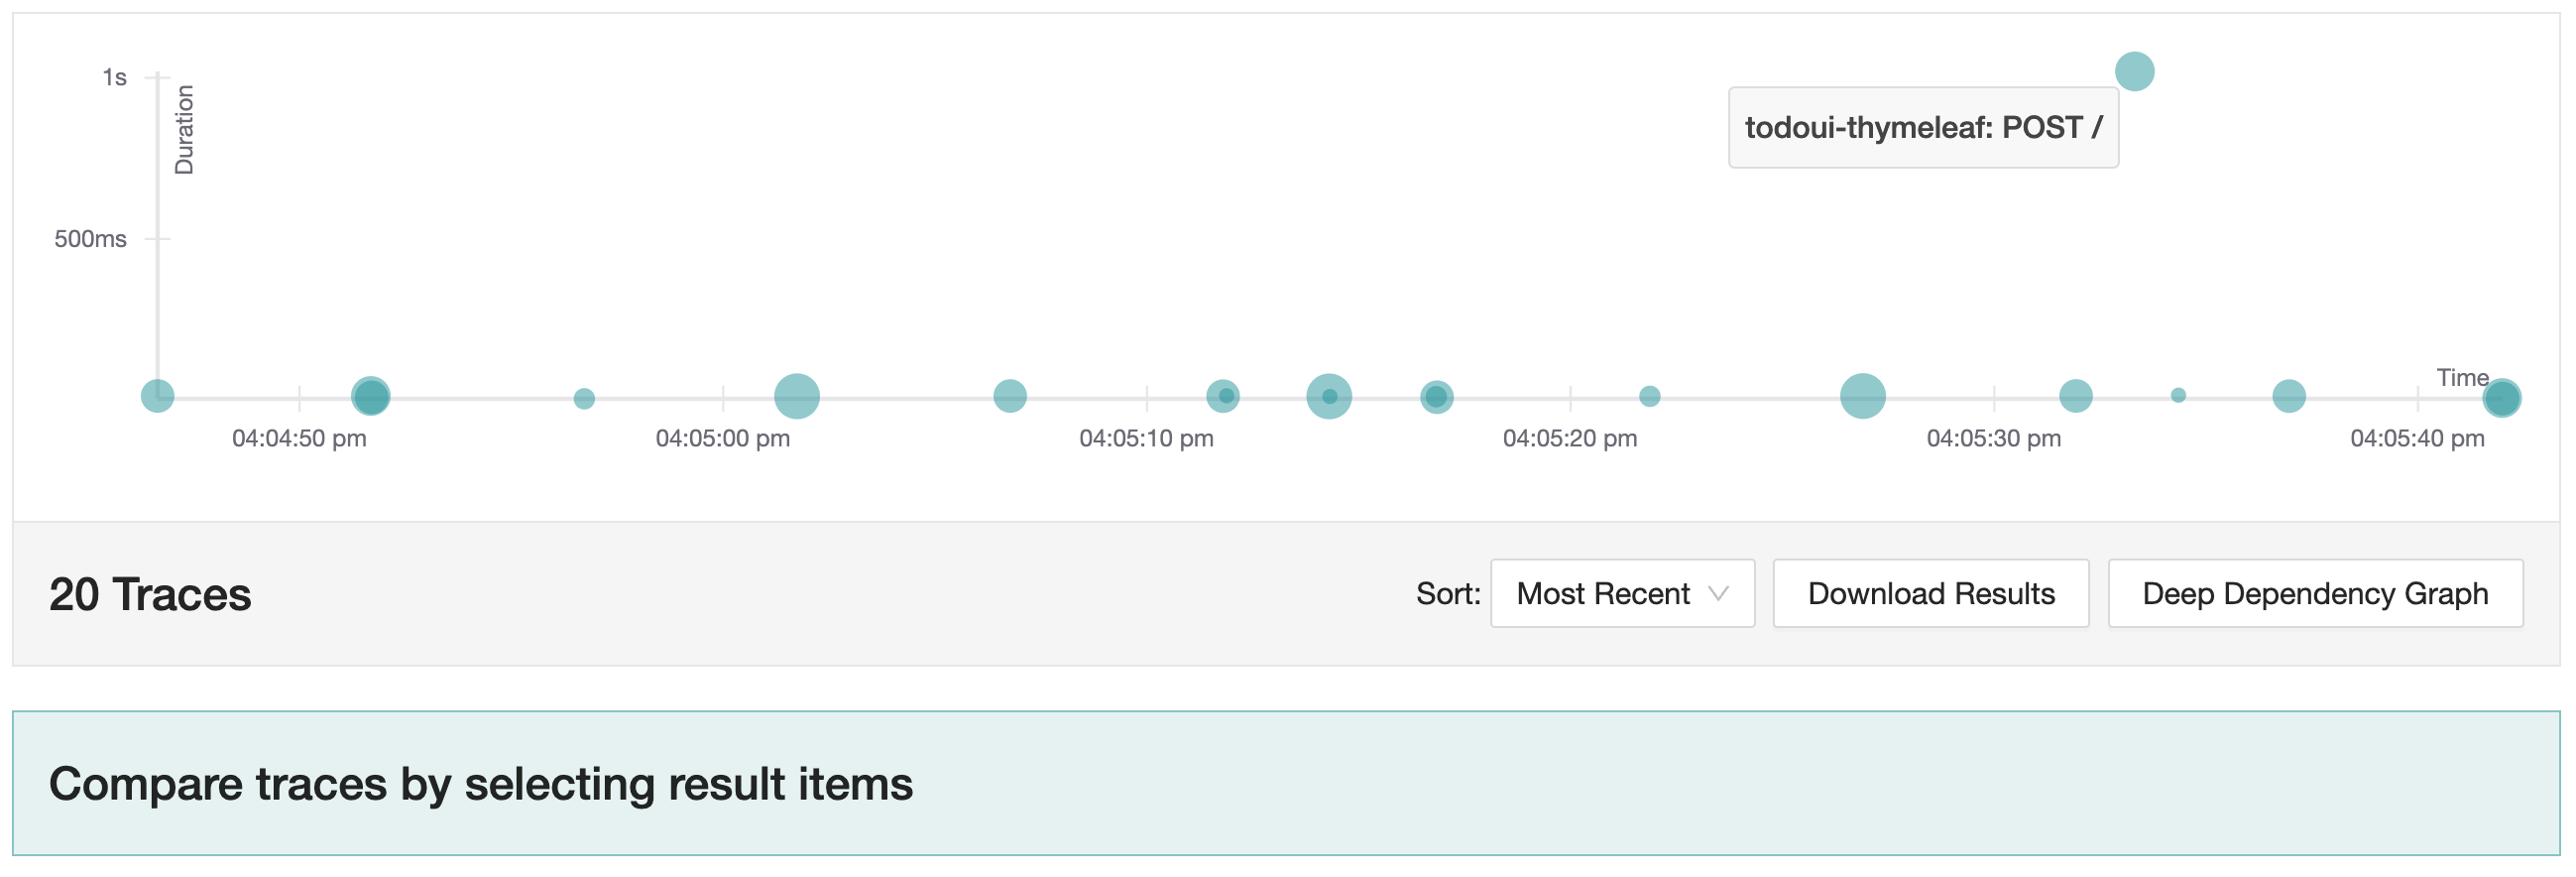 1s
Duration
todoui-thymeleaf: POST /
500ms
Time
04:04:50 pm 04:05:00 pm 04:05:10 pm 04:05:20 pm 04:05:30 pm 04:05:40 pm
20 Traces Sort: Most Recent Download Results Deep Dependency Graph
Compare traces by selecting result items